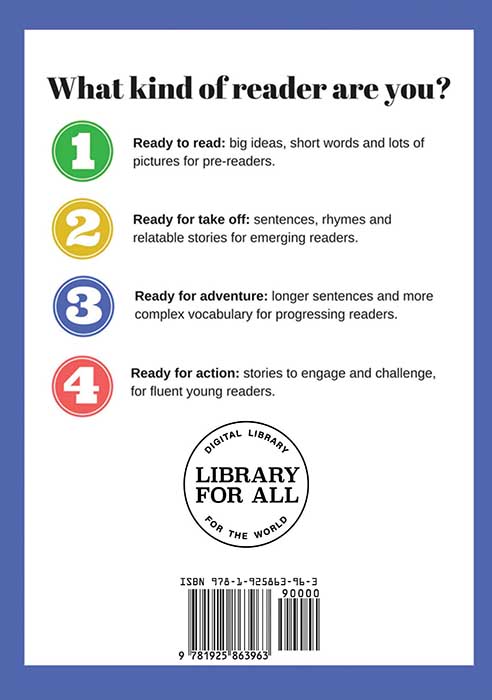 What kind of reader are you?
1
Ready to read: big ideas, short words and lots of
pictures for pre-readers.
2
Ready for take off: sentences, rhymes and
relatable stories for emerging readers.
3
Ready for adventure: longer sentences and more
complex vocabulary for progressing readers.
4
Ready for action: stories to engage and challenge,
for fluent young readers.
DIGITAL LIBRARY
LIBRARY
FOR ALL
FOR THE WORLD
ISBN 978-1-925863-96-3
90000
9 781925 863963